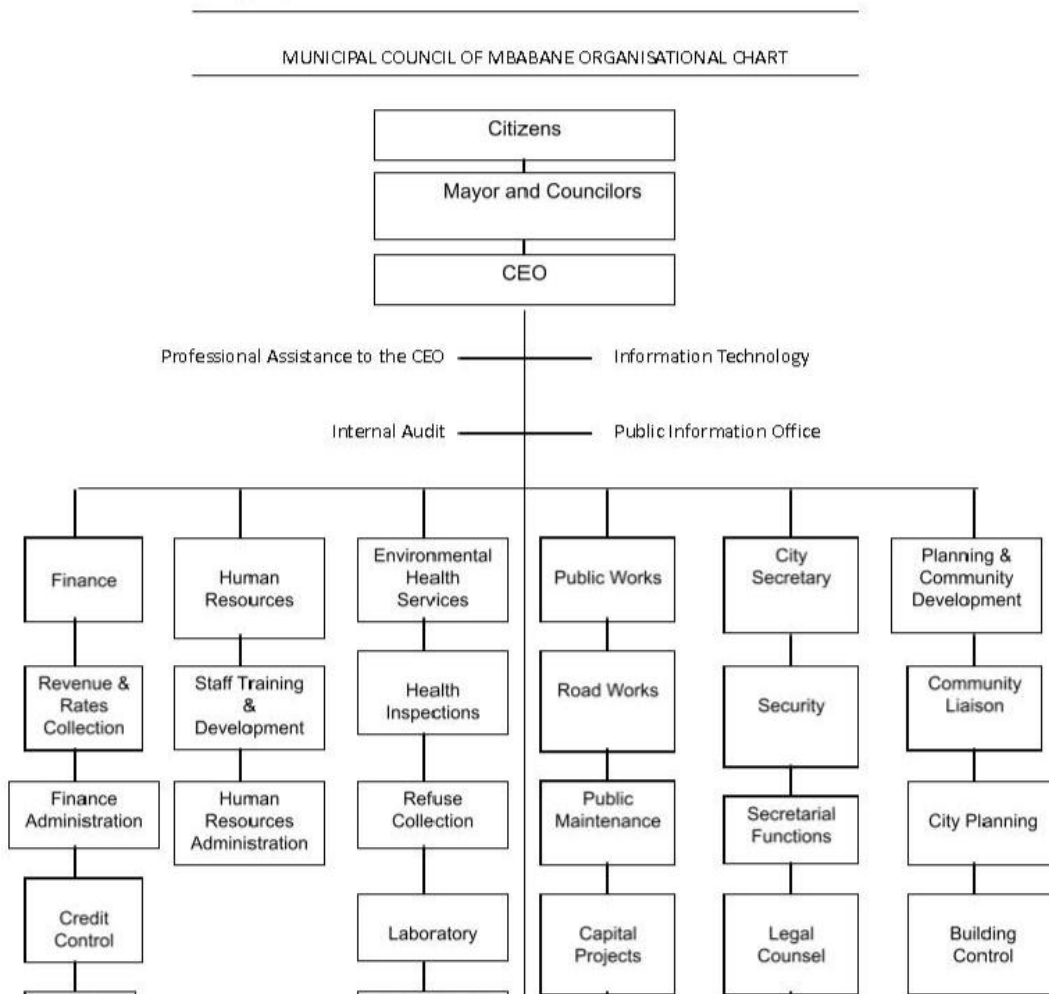 MUNICIPAL COUNCIL OF MBABANE ORGANISATIONAL CHART
Citizens
Mayor and Councilors
CEO
Professional Assistance to the CEO
Information Technology
Internal Audit
Public Information Office
Finance
Human
Resources
Environmental
Health
Services
Public Works
City
Secretary
Planning &
Community
Development
Revenue &
Rates
Collection
Staff Training
&
Development
Health
Inspections
Road Works
Security
Community
Liaison
Finance
Administration
Human
Resources
Administration
Refuse
Collection
Public
Maintenance
Secretarial
Functions
City Planning
Credit
Control
Laboratory
Capital
Projects
Legal
Counsel
Building
Control